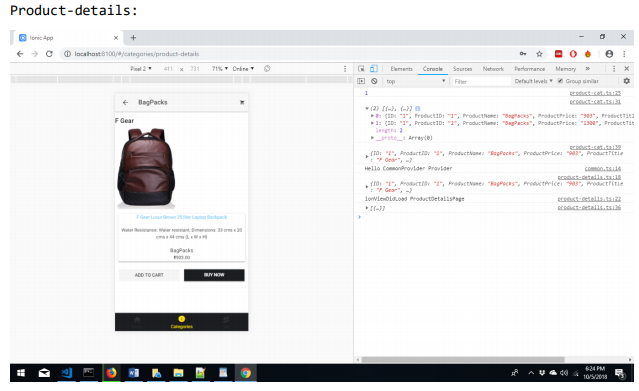 Product-details:
Ionic App
localhost:8100/#/categories/product-details
Pixel 2 411 x 731 71% Online
Elements Console Sources Network Performance Memory
top Filter Default levels Group similar
BagPacks
F Gear
F Gear Luxur Brown 25 liter Laptop Backpack
Water Resistance: Water resistant, Dimensions: 33 cms x 20
cms x 44 cms (L x W x H)
BagPacks
₹903.00
ADD TO CART BUY NOW
Categories
1 product-cat.ts:25
product-cat.ts:31
(2) [{…}, {…}]
0: {ID: "1", ProductID: "1", ProductName: "BagPacks", ProductPrice: "903", ProductTit
1: {ID: "1", ProductID: "2", ProductName: "BagPacks", ProductPrice: "1300", ProductTi
length: 2
__proto__: Array(0)
product-cat.ts:39
{ID: "1", ProductID: "1", ProductName: "BagPacks", ProductPrice: "903", ProductTitle
: "F Gear", …}
Hello CommonProvider Provider common.ts:14
product-details.ts:18
{ID: "1", ProductID: "1", ProductName: "BagPacks", ProductPrice: "903", ProductTitle
: "F Gear", …}
ionViewDidLoad ProductDetailsPage product-details.ts:22
[{…}] product-details.ts:36
6:24 PM
10/5/2018